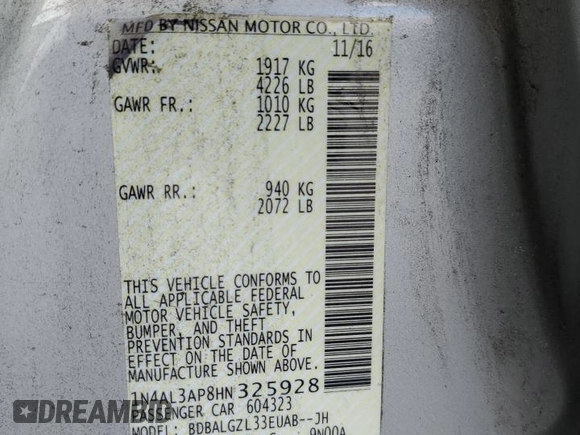 MFD BY NISSAN MOTOR CO., LTD.
DATE: 11/16
GVWR: 1917 KG
4226 LB
GAWR FR.: 1010 KG
2227 LB
GAWR RR.: 940 KG
2072 LB
THIS VEHICLE CONFORMS TO
ALL APPLICABLE FEDERAL
MOTOR VEHICLE SAFETY,
BUMPER, AND THEFT
PREVENTION STANDARDS IN
EFFECT ON THE DATE OF
MANUFACTURE SHOWN ABOVE.
1N4AL3AP8HN325928
PASSENGER CAR 604323
MODEL: BDBALGZL33EUAB--JH
9N00A
DREAMBID.COM